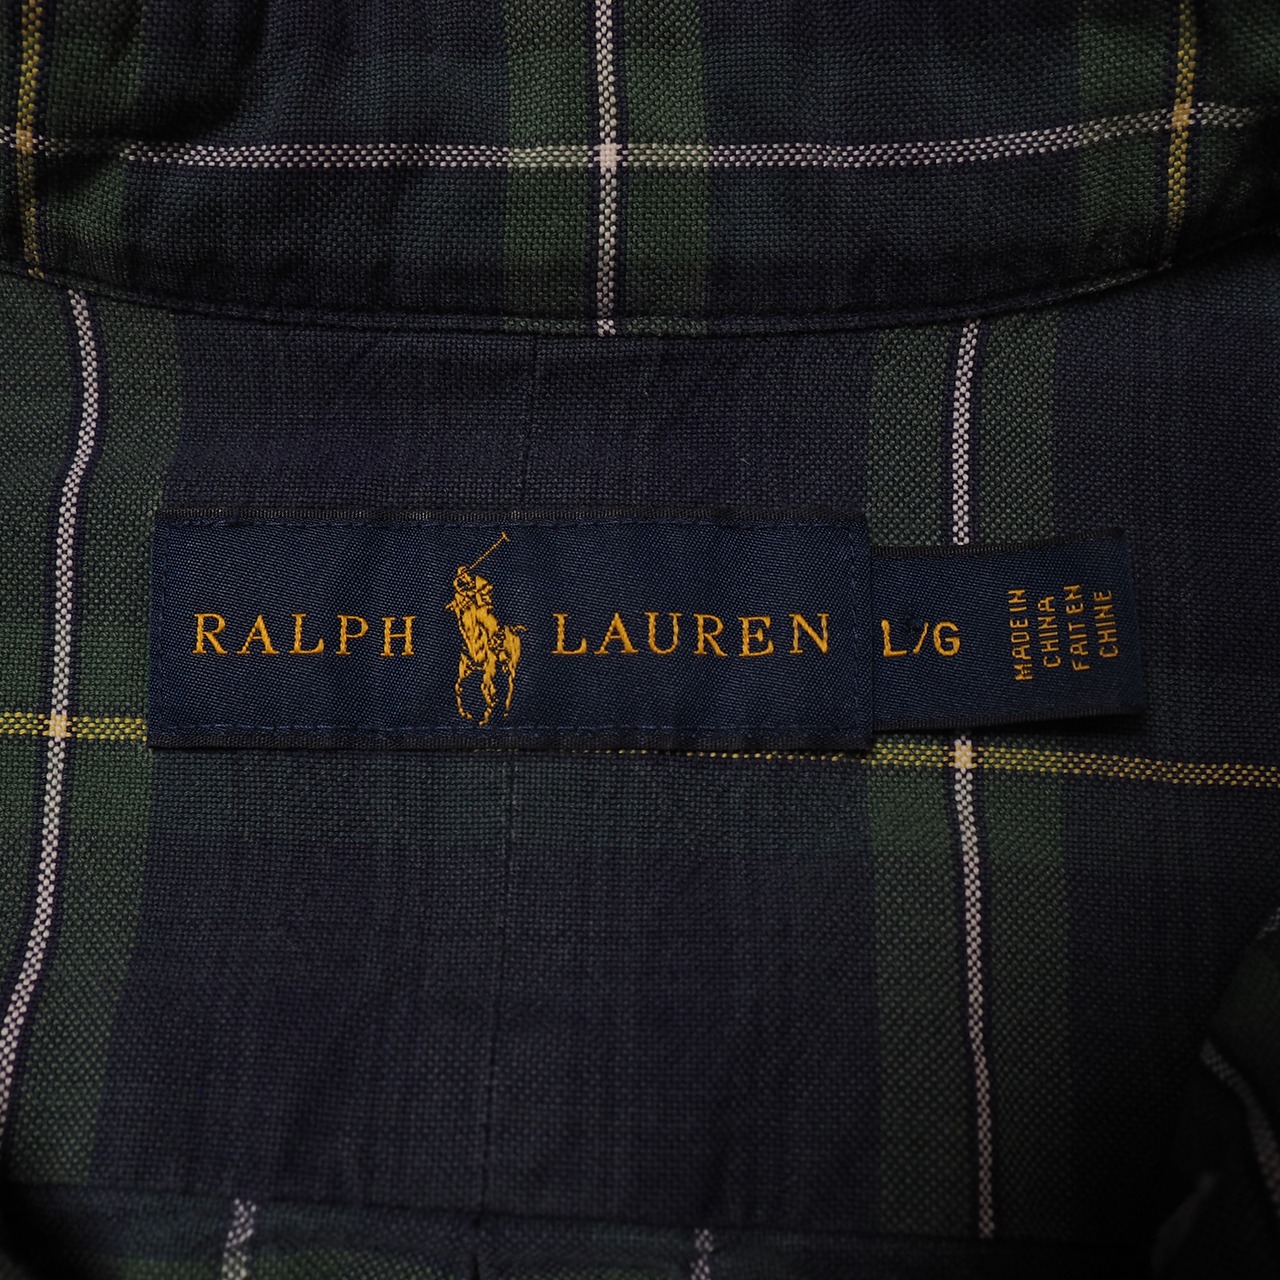 RALPH LAUREN
L/G
MADE IN
CHINA
FAIT EN
CHINE